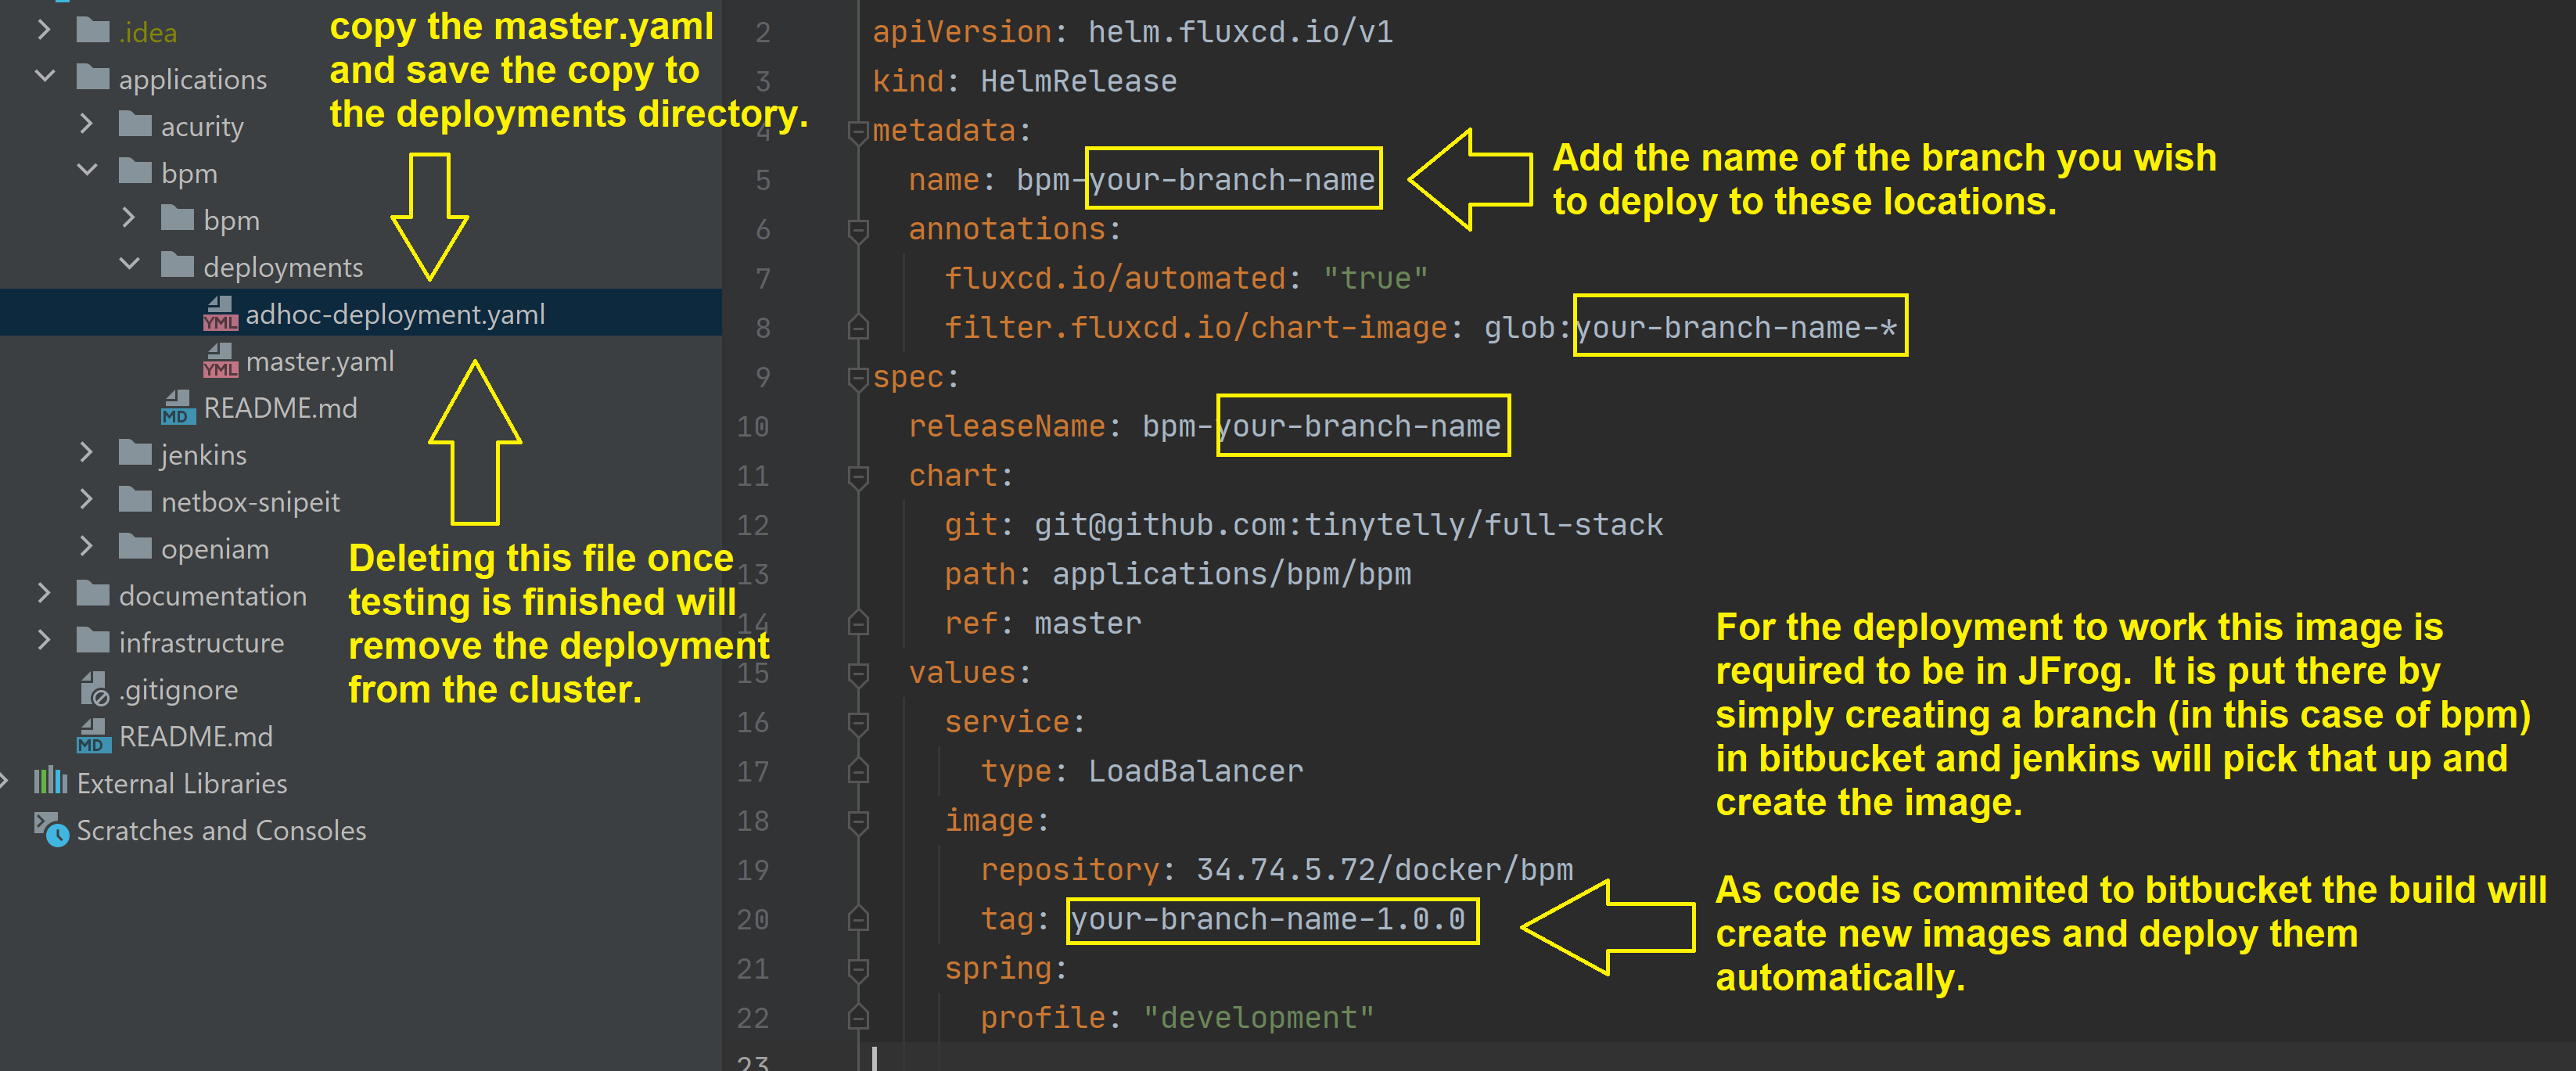 .idea
applications
acurity
bpm
bpm
deployments
YML adhoc-deployment.yaml
YML master.yaml
MD README.md
jenkins
netbox-snipeit
openiam
documentation
infrastructure
.gitignore
MD README.md
External Libraries
Scratches and Consoles
copy the master.yaml
and save the copy to
the deployments directory.
Deleting this file once
testing is finished will
remove the deployment
from the cluster.
2 apiVersion: helm.fluxcd.io/v1
3 kind: HelmRelease
4 metadata:
5 name: bpm-your-branch-name
6 annotations:
7 fluxcd.io/automated: "true"
8 filter.fluxcd.io/chart-image: glob:your-branch-name-*
9 spec:
10 releaseName: bpm-your-branch-name
11 chart:
12 git: git@github.com:tinytelly/full-stack
13 path: applications/bpm/bpm
14 ref: master
15 values:
16 service:
17 type: LoadBalancer
18 image:
19 repository: 34.74.5.72/docker/bpm
20 tag: your-branch-name-1.0.0
21 spring:
22 profile: "development"
23
Add the name of the branch you wish
to deploy to these locations.
For the deployment to work this image is
required to be in JFrog.  It is put there by
simply creating a branch (in this case of bpm)
in bitbucket and jenkins will pick that up and
create the image.
As code is commited to bitbucket the build will
create new images and deploy them
automatically.